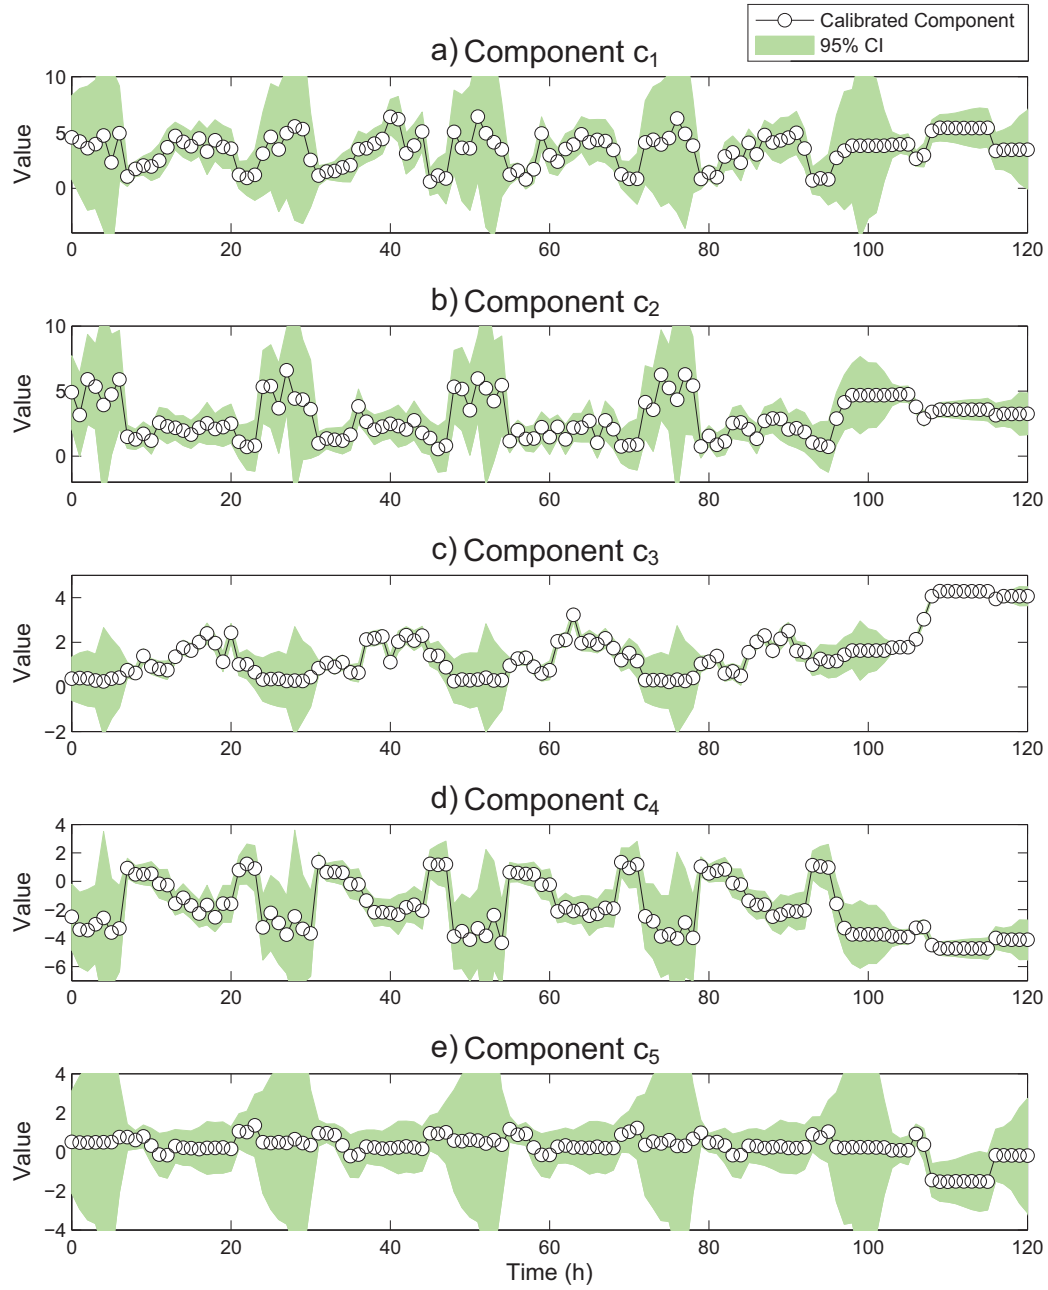 Calibrated Component
95% CI
a) Component c1
10
5
0
Value
0 20 40 60 80 100 120
b) Component c2
10
5
0
Value
0 20 40 60 80 100 120
c) Component c3
4
2
0
−2
Value
0 20 40 60 80 100 120
d) Component c4
4
2
0
−2
−4
−6
Value
0 20 40 60 80 100 120
e) Component c5
4
2
0
−2
−4
Value
0 20 40 60 80 100 120
Time (h)